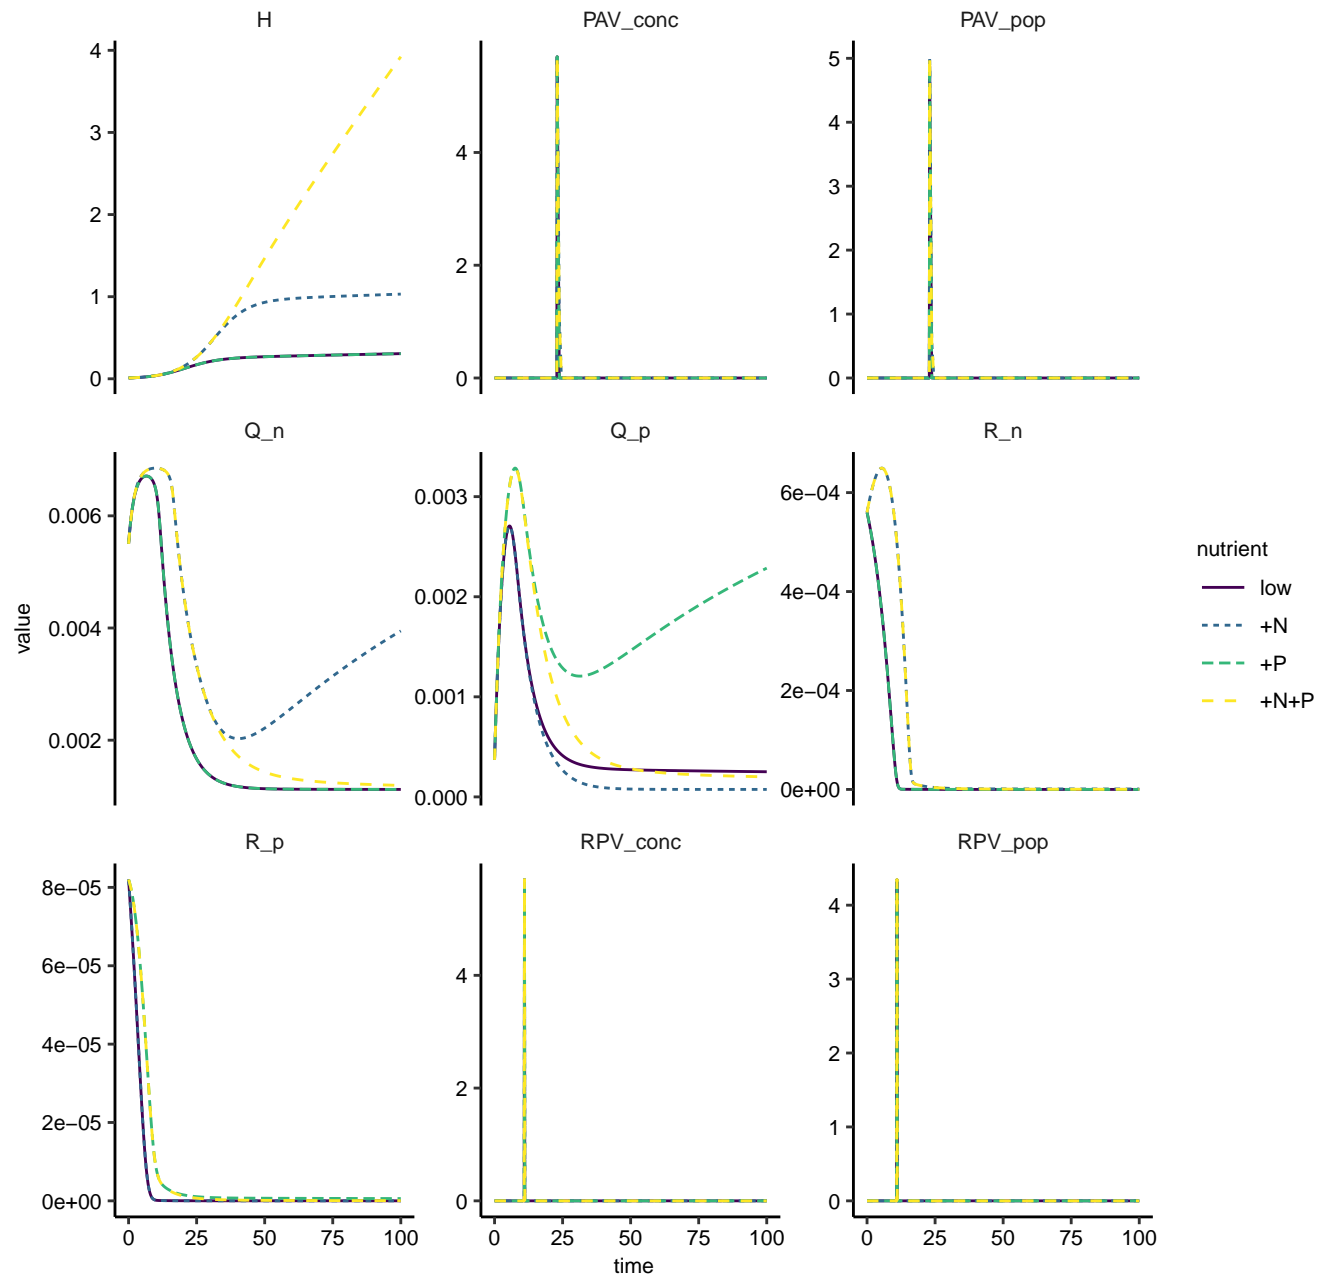 H
PAV_conc
PAV_pop
4
3
2
1
0
4
2
0
5
4
3
2
1
0
Q_n
Q_p
R_n
0.006
0.004
0.002
0.003
0.002
0.001
0.000
6e−04
4e−04
2e−04
0e+00
R_p
RPV_conc
RPV_pop
8e−05
6e−05
4e−05
2e−05
0e+00
4
2
0
4
3
2
1
0
0 25 50 75 100
0 25 50 75 100
0 25 50 75 100
time
value
nutrient
low
+N
+P
+N+P